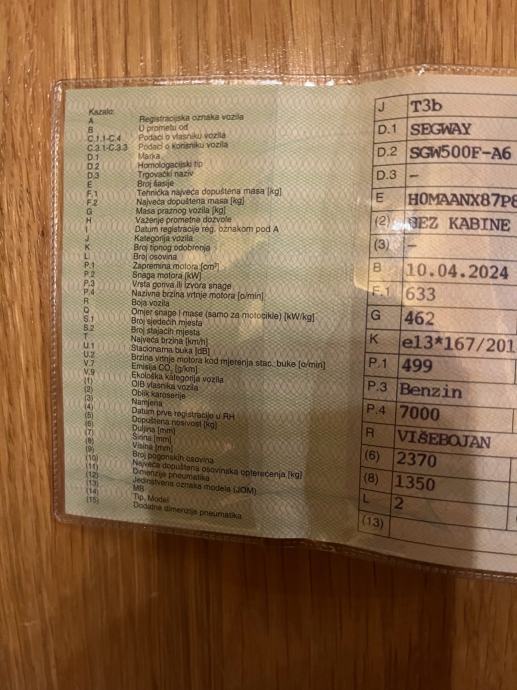 Kazalo:
A Registracijska oznaka vozila
B U prometu od
C.1.1-C.4 Podaci o vlasniku vozila
C.3.1-C.3.3 Podaci o korisniku vozila
D.1 Marka
D.2 Homologacijski tip
D.3 Trgovački naziv
E Broj šasije
F.1 Tehnička najveća dopuštena masa [kg]
F.2 Najveća dopuštena masa [kg]
G Masa praznog vozila [kg]
H Važenje prometne dozvole
I Datum registracije reg. oznakom pod A
J Kategorija vozila
K Broj tipnog odobrenja
L Broj osovina
P.1 Zapremina motora [cm³]
P.2 Snaga motora [kW]
P.3 Vrsta goriva ili izvora snage
P.4 Nazivna brzina vrtnje motora [o/min]
R Boja vozila
Q Omjer snage i mase (samo za motocikle) [kW/kg]
S.1 Broj sjedećih mjesta
S.2 Broj stajaćih mjesta
T Najveća brzina [km/h]
U.1 Stacionarna buka [dB]
U.2 Brzina vrtnje motora kod mjerenja stac. buke [o/min]
V.7 Emisija CO₂ [g/km]
V.9 Ekološka kategorija vozila
(1) OIB vlasnika vozila
(2) Oblik karoserije
(3) Namjena
(4) Datum prve registracije u RH
(5) Dopuštena nosivost [kg]
(6) Duljina [mm]
(7) Širina [mm]
(8) Visina [mm]
(9) Broj pogonskih osovina
(10) Najveća dopuštena osovinska opterećenja [kg]
(11) Dimenzije pneumatika
(12) Jedinstvena oznaka modela (JOM)
(13) MB
(14) Tip, Model
(15) Dodatne dimenzije pneumatika
J T3b
D.1 SEGWAY
D.2 SGW500F-A6
D.3 -
E H0MAANX87P
(2) BEZ KABINE
(3) -
B 10.04.2024
F.1 633
G 462
K e13*167/201
P.1 499
P.3 Benzin
P.4 7000
R VIŠEBOJAN
(6) 2370
(8) 1350
L 2
(13)